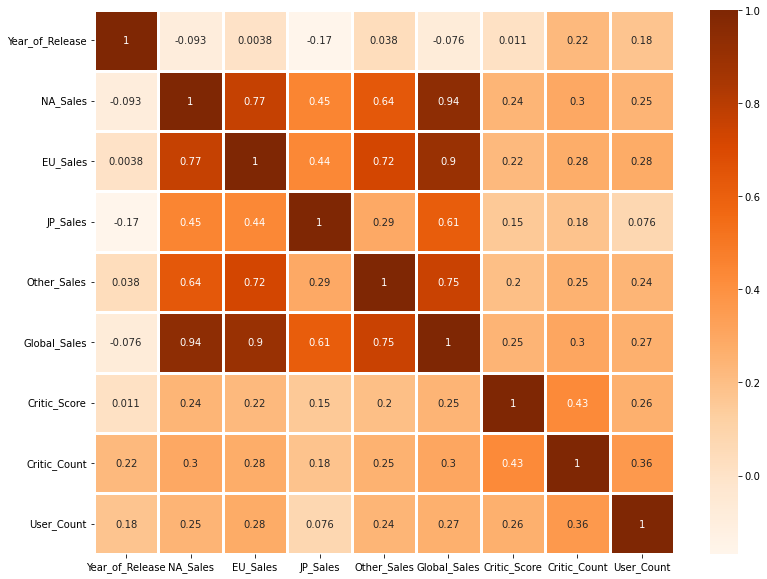 Year_of_Release 1 -0.093 0.0038 -0.17 0.038 -0.076 0.011 0.22 0.18
NA_Sales -0.093 1 0.77 0.45 0.64 0.94 0.24 0.3 0.25
EU_Sales 0.0038 0.77 1 0.44 0.72 0.9 0.22 0.28 0.28
JP_Sales -0.17 0.45 0.44 1 0.29 0.61 0.15 0.18 0.076
Other_Sales 0.038 0.64 0.72 0.29 1 0.75 0.2 0.25 0.24
Global_Sales -0.076 0.94 0.9 0.61 0.75 1 0.25 0.3 0.27
Critic_Score 0.011 0.24 0.22 0.15 0.2 0.25 1 0.43 0.26
Critic_Count 0.22 0.3 0.28 0.18 0.25 0.3 0.43 1 0.36
User_Count 0.18 0.25 0.28 0.076 0.24 0.27 0.26 0.36 1
Year_of_Release NA_Sales EU_Sales JP_Sales Other_Sales Global_Sales Critic_Score Critic_Count User_Count
1.0
0.8
0.6
0.4
0.2
0.0